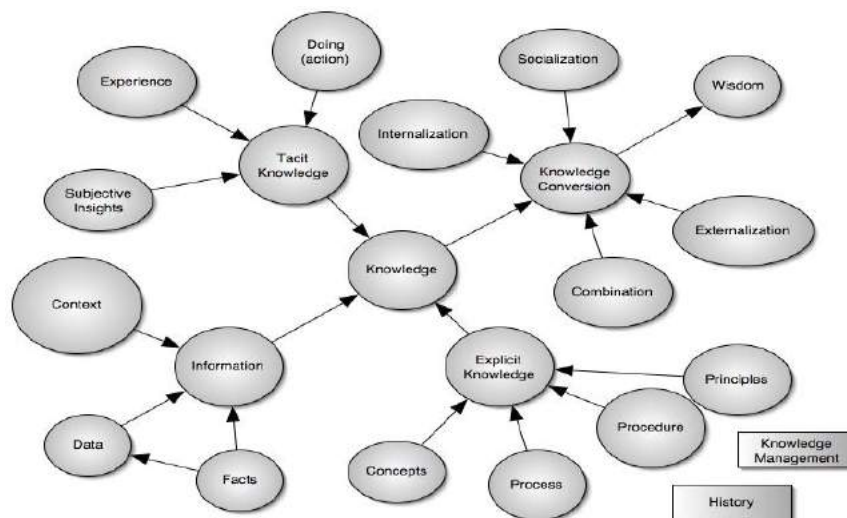 Doing
(action)
Experience
Socialization
Wisdom
Internalization
Tacit
Knowledge
Knowledge
Conversion
Subjective
Insights
Externalization
Knowledge
Combination
Context
Information
Explicit
Knowledge
Principles
Procedure
Data
Knowledge
Management
Facts
Concepts
Process
History